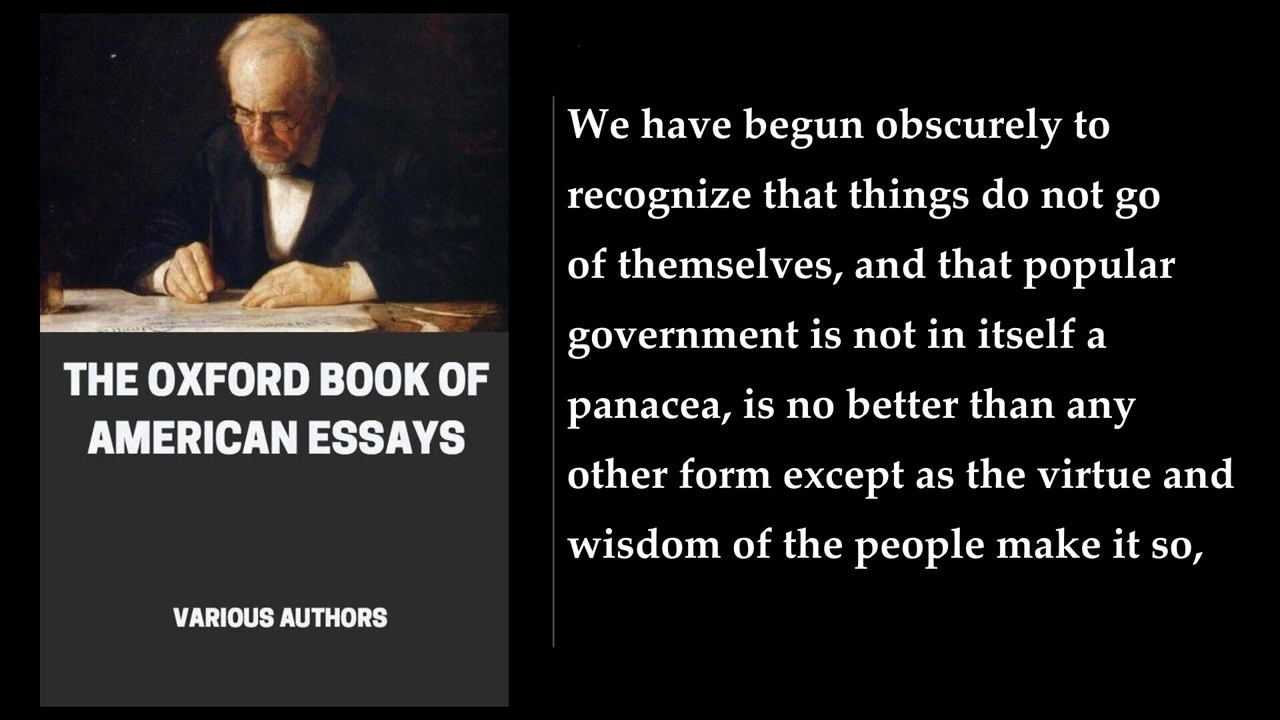 THE OXFORD BOOK OF
AMERICAN ESSAYS
VARIOUS AUTHORS
We have begun obscurely to
recognize that things do not go
of themselves, and that popular
government is not in itself a
panacea, is no better than any
other form except as the virtue and
wisdom of the people make it so,